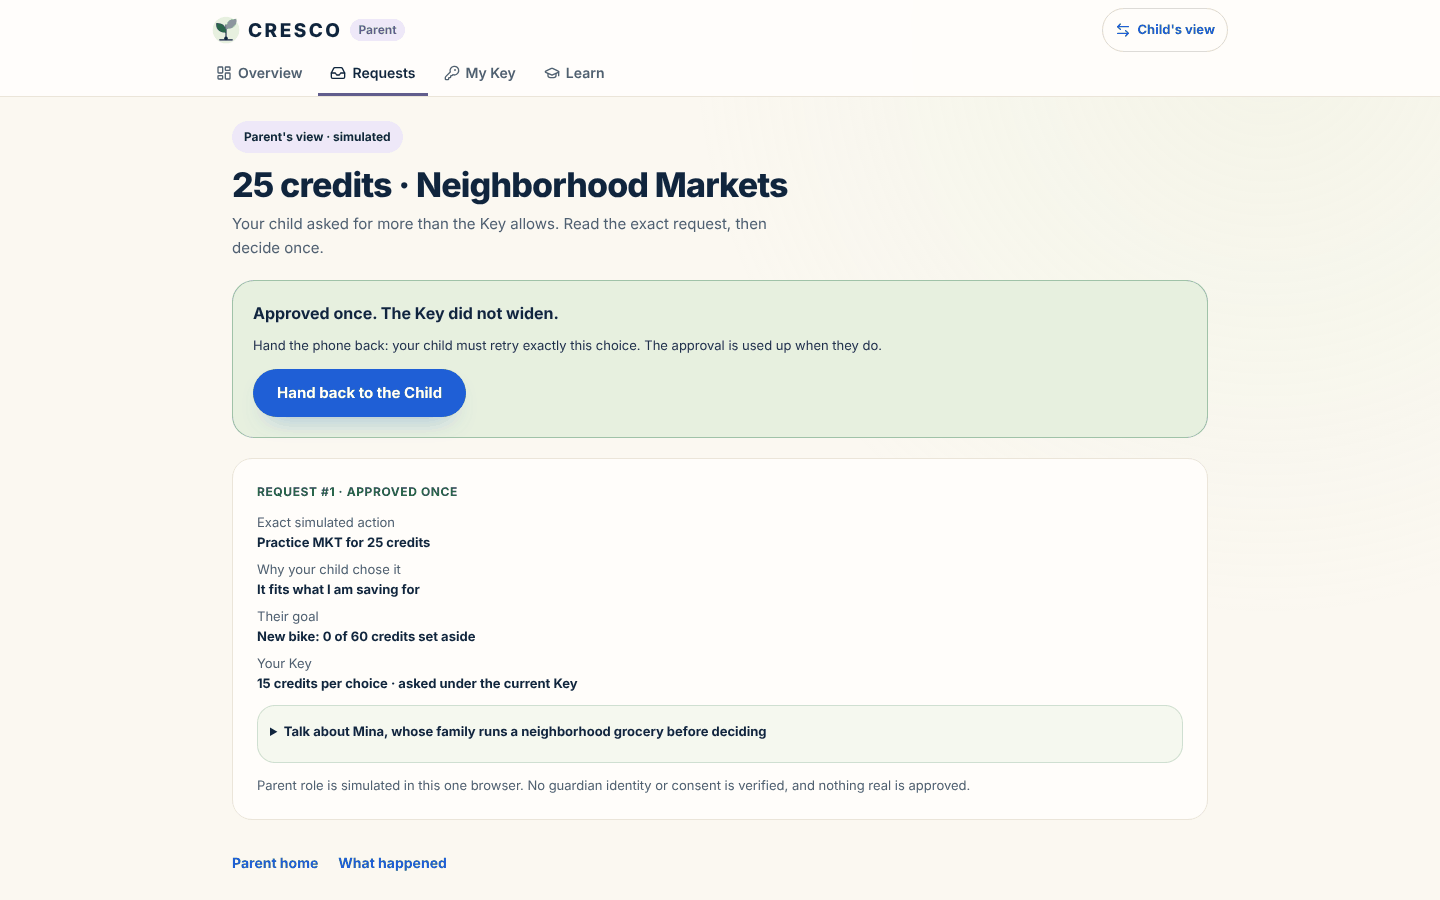 CRESCO Parent
Child's view
Overview Requests My Key Learn
Parent's view · simulated
25 credits · Neighborhood Markets
Your child asked for more than the Key allows. Read the exact request, then
decide once.
Approved once. The Key did not widen.
Hand the phone back: your child must retry exactly this choice. The approval is used up when they do.
Hand back to the Child
REQUEST #1 · APPROVED ONCE
Exact simulated action
Practice MKT for 25 credits
Why your child chose it
It fits what I am saving for
Their goal
New bike: 0 of 60 credits set aside
Your Key
15 credits per choice · asked under the current Key
Talk about Mina, whose family runs a neighborhood grocery before deciding
Parent role is simulated in this one browser. No guardian identity or consent is verified, and nothing real is approved.
Parent home What happened